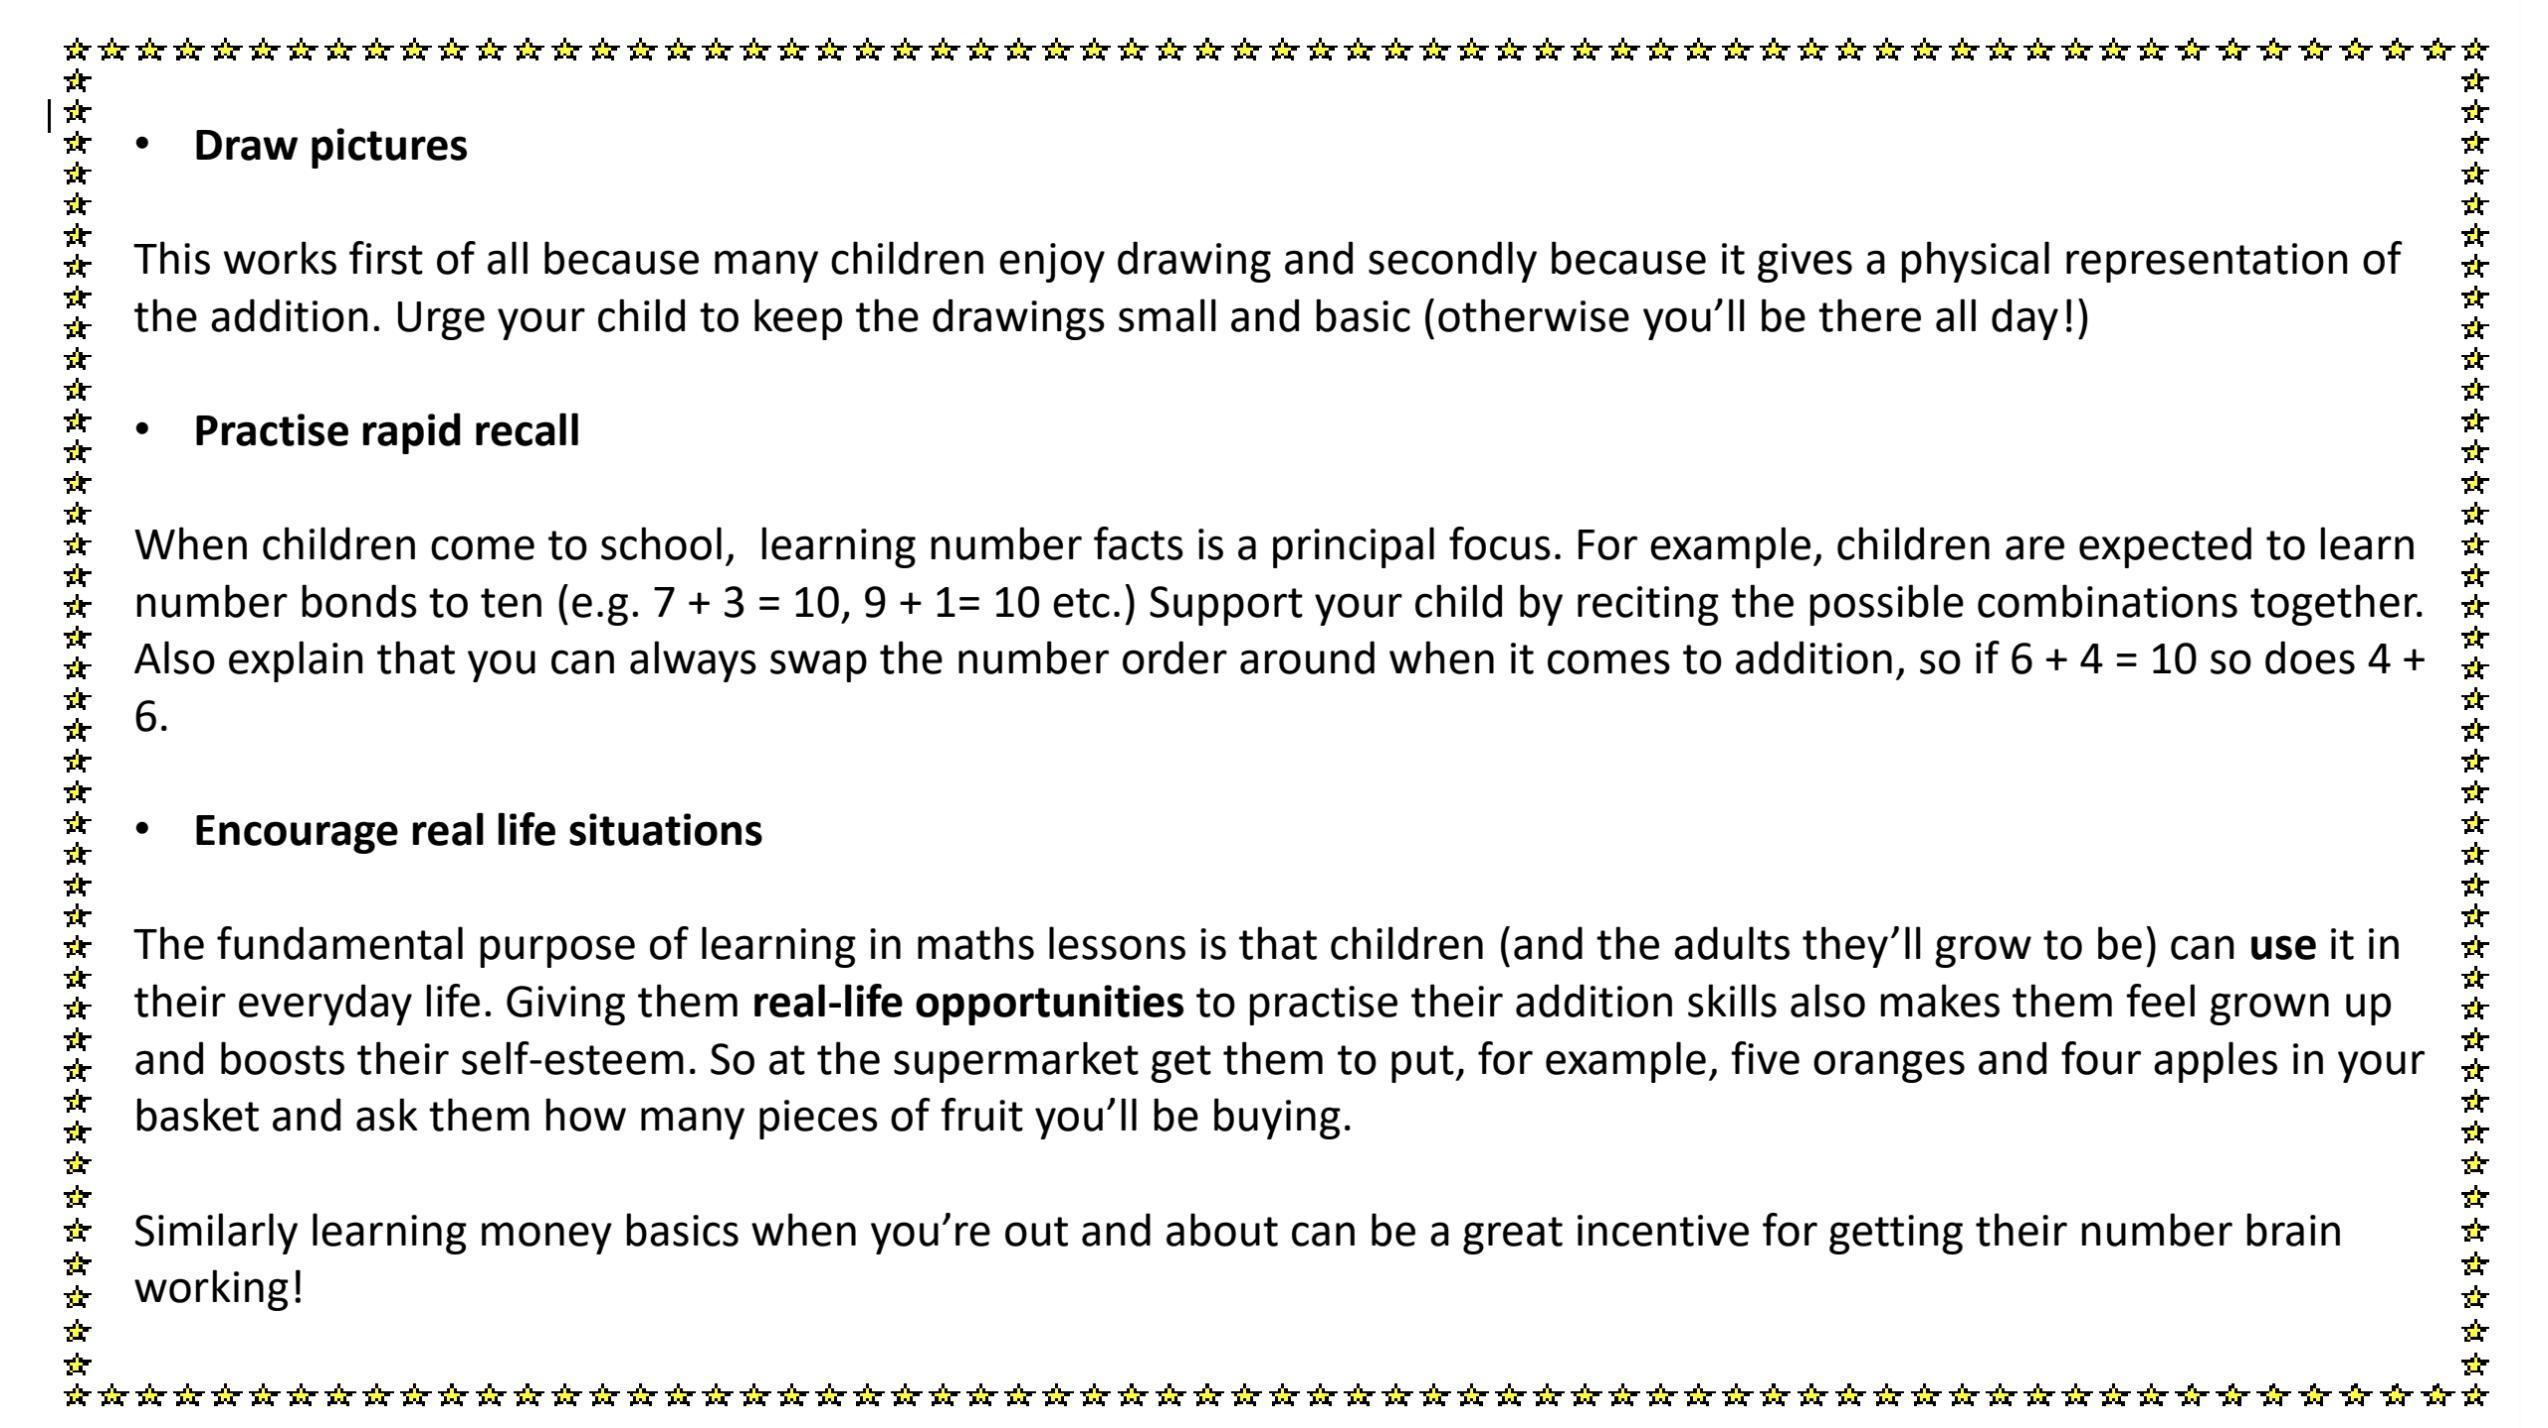 • Draw pictures
This works first of all because many children enjoy drawing and secondly because it gives a physical representation of
the addition. Urge your child to keep the drawings small and basic (otherwise you’ll be there all day!)
• Practise rapid recall
When children come to school,  learning number facts is a principal focus. For example, children are expected to learn
number bonds to ten (e.g. 7 + 3 = 10, 9 + 1= 10 etc.) Support your child by reciting the possible combinations together.
Also explain that you can always swap the number order around when it comes to addition, so if 6 + 4 = 10 so does 4 +
6.
• Encourage real life situations
The fundamental purpose of learning in maths lessons is that children (and the adults they’ll grow to be) can use it in
their everyday life. Giving them real-life opportunities to practise their addition skills also makes them feel grown up
and boosts their self-esteem. So at the supermarket get them to put, for example, five oranges and four apples in your
basket and ask them how many pieces of fruit you’ll be buying.
Similarly learning money basics when you’re out and about can be a great incentive for getting their number brain
working!